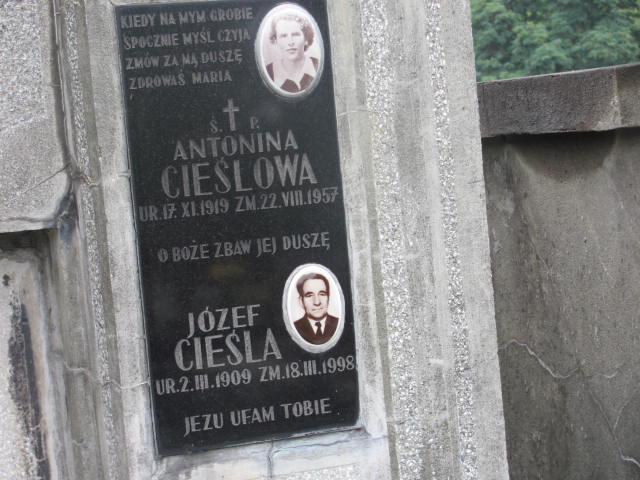 KIEDY NA MYM GROBIE
SPOCZNIE MYŚL CZYJA
ZMÓW ZA MĄ DUSZĘ
ZDROWAŚ MARIA
Ś. P.
ANTONINA
CIEŚLOWA
UR. 17. XI. 1919 ZM. 22. VIII. 1957
O BOŻE ZBAW JEJ DUSZĘ
JÓZEF
CIEŚLA
UR. 2. III. 1909 ZM. 18. III. 1998
JEZU UFAM TOBIE